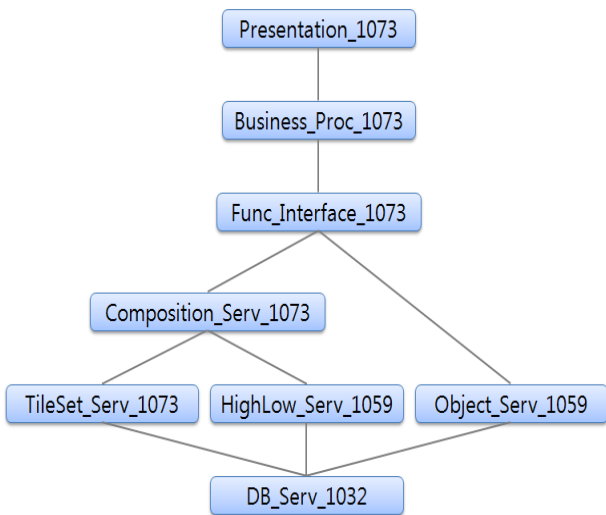 Presentation_1073
Business_Proc_1073
Func_Interface_1073
Composition_Serv_1073
TileSet_Serv_1073
HighLow_Serv_1059
Object_Serv_1059
DB_Serv_1032